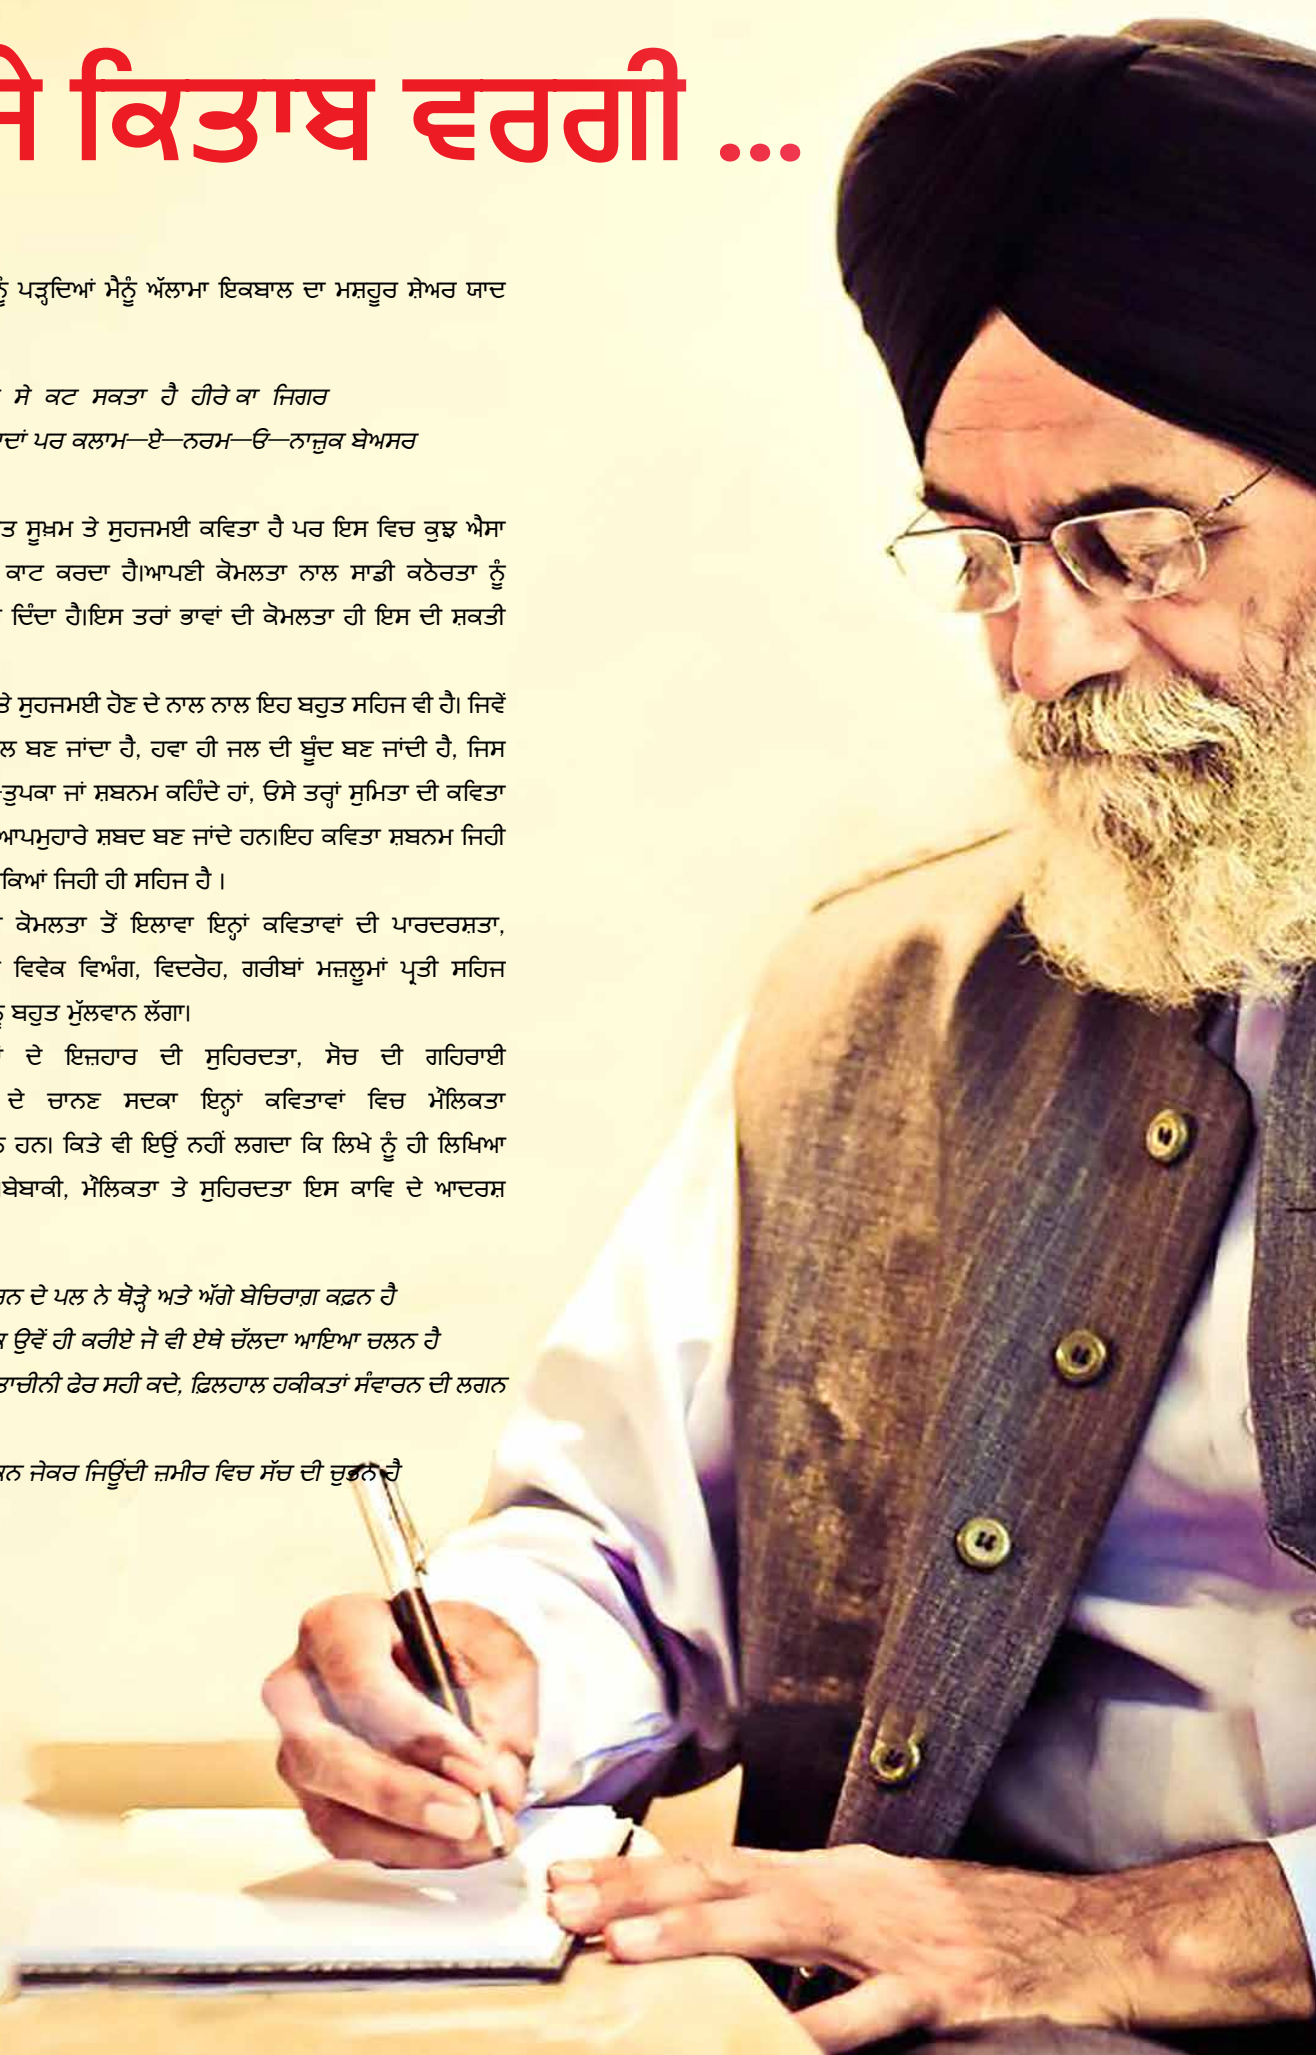 ਕਿਤਾਬ ਵਰਗੀ ...
ਪੜ੍ਹਦਿਆਂ ਮੈਨੂੰ ਅੱਲਾਮਾ ਇਕਬਾਲ ਦਾ ਮਸ਼ਹੂਰ ਸ਼ੇਅਰ ਯਾਦ
ਸੇ ਕਟ ਸਕਤਾ ਹੈ ਹੀਰੇ ਕਾ ਜਿਗਰ
ਪਰ ਕਲਾਮ—ਏ—ਨਰਮ—ਓ—ਨਾਜ਼ੁਕ ਬੇਅਸਰ
ਸੂਖ਼ਮ ਤੇ ਸੁਹਜਮਈ ਕਵਿਤਾ ਹੈ ਪਰ ਇਸ ਵਿਚ ਕੁਝ ਐਸਾ
ਕਾਟ ਕਰਦਾ ਹੈ।ਆਪਣੀ ਕੋਮਲਤਾ ਨਾਲ ਸਾਡੀ ਕਠੋਰਤਾ ਨੂੰ
ਦਿੰਦਾ ਹੈ।ਇਸ ਤਰਾਂ ਭਾਵਾਂ ਦੀ ਕੋਮਲਤਾ ਹੀ ਇਸ ਦੀ ਸ਼ਕਤੀ
ਤੇ ਸੁਹਜਮਈ ਹੋਣ ਦੇ ਨਾਲ ਨਾਲ ਇਹ ਬਹੁਤ ਸਹਿਜ ਵੀ ਹੈ। ਜਿਵੇਂ
ਬਣ ਜਾਂਦਾ ਹੈ, ਹਵਾ ਹੀ ਜਲ ਦੀ ਬੂੰਦ ਬਣ ਜਾਂਦੀ ਹੈ, ਜਿਸ
ਤੁਪਕਾ ਜਾਂ ਸ਼ਬਨਮ ਕਹਿੰਦੇ ਹਾਂ, ਓਸੇ ਤਰ੍ਹਾਂ ਸੁਮਿਤਾ ਦੀ ਕਵਿਤਾ
ਆਪਮੁਹਾਰੇ ਸ਼ਬਦ ਬਣ ਜਾਂਦੇ ਹਨ।ਇਹ ਕਵਿਤਾ ਸ਼ਬਨਮ ਜਿਹੀ
ਜਿਹੀ ਹੀ ਸਹਿਜ ਹੈ ।
ਕੋਮਲਤਾ ਤੋਂ ਇਲਾਵਾ ਇਨ੍ਹਾਂ ਕਵਿਤਾਵਾਂ ਦੀ ਪਾਰਦਰਸ਼ਤਾ,
ਵਿਵੇਕ ਵਿਅੰਗ, ਵਿਦਰੋਹ, ਗਰੀਬਾਂ ਮਜ਼ਲੂਮਾਂ ਪ੍ਰਤੀ ਸਹਿਜ
ਬਹੁਤ ਮੁੱਲਵਾਨ ਲੱਗਾ।
ਦੇ ਇਜ਼ਹਾਰ ਦੀ ਸੁਹਿਰਦਤਾ, ਸੋਚ ਦੀ ਗਹਿਰਾਈ
ਦੇ ਚਾਨਣ ਸਦਕਾ ਇਨ੍ਹਾਂ ਕਵਿਤਾਵਾਂ ਵਿਚ ਮੌਲਿਕਤਾ
ਹਨ। ਕਿਤੇ ਵੀ ਇਉਂ ਨਹੀਂ ਲਗਦਾ ਕਿ ਲਿਖੇ ਨੂੰ ਹੀ ਲਿਖਿਆ
ਬੇਬਾਕੀ, ਮੌਲਿਕਤਾ ਤੇ ਸੁਹਿਰਦਤਾ ਇਸ ਕਾਵਿ ਦੇ ਆਦਰਸ਼
ਦੇ ਪਲ ਨੇ ਥੋੜ੍ਹੇ ਅਤੇ ਅੱਗੇ ਬੇਚਿਰਾਗ਼ ਕਫ਼ਨ ਹੈ
ਉਵੇਂ ਹੀ ਕਰੀਏ ਜੋ ਵੀ ਏਥੇ ਚੱਲਦਾ ਆਇਆ ਚਲਨ ਹੈ
ਫੇਰ ਸਹੀ ਕਦੇ, ਫ਼ਿਲਹਾਲ ਹਕੀਕਤਾਂ ਸੰਵਾਰਨ ਦੀ ਲਗਨ
ਜੇਕਰ ਜਿਊਂਦੀ ਜ਼ਮੀਰ ਵਿਚ ਸੱਚ ਦੀ ਚੁਭਨ ਹੈ